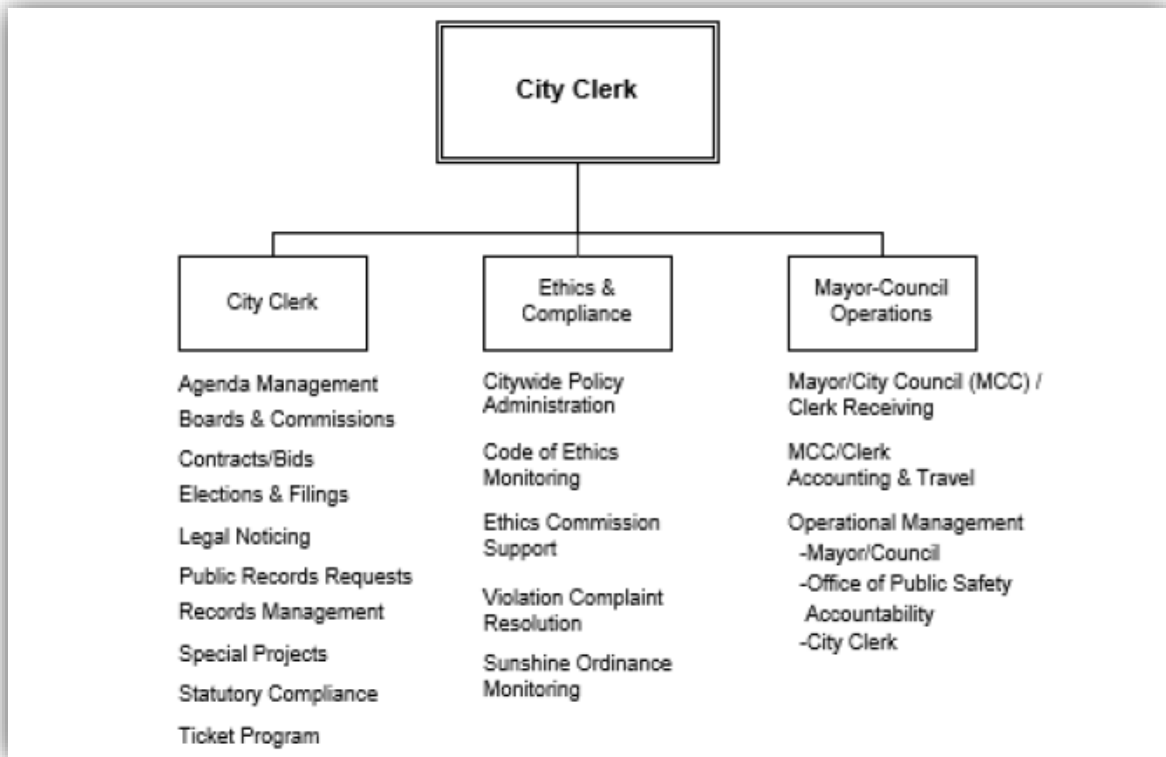 City Clerk
City Clerk
Agenda Management
Boards & Commissions
Contracts/Bids
Elections & Filings
Legal Noticing
Public Records Requests
Records Management
Special Projects
Statutory Compliance
Ticket Program
Ethics &
Compliance
Citywide Policy
Administration
Code of Ethics
Monitoring
Ethics Commission
Support
Violation Complaint
Resolution
Sunshine Ordinance
Monitoring
Mayor-Council
Operations
Mayor/City Council (MCC) /
Clerk Receiving
MCC/Clerk
Accounting & Travel
Operational Management
-Mayor/Council
-Office of Public Safety
Accountability
-City Clerk